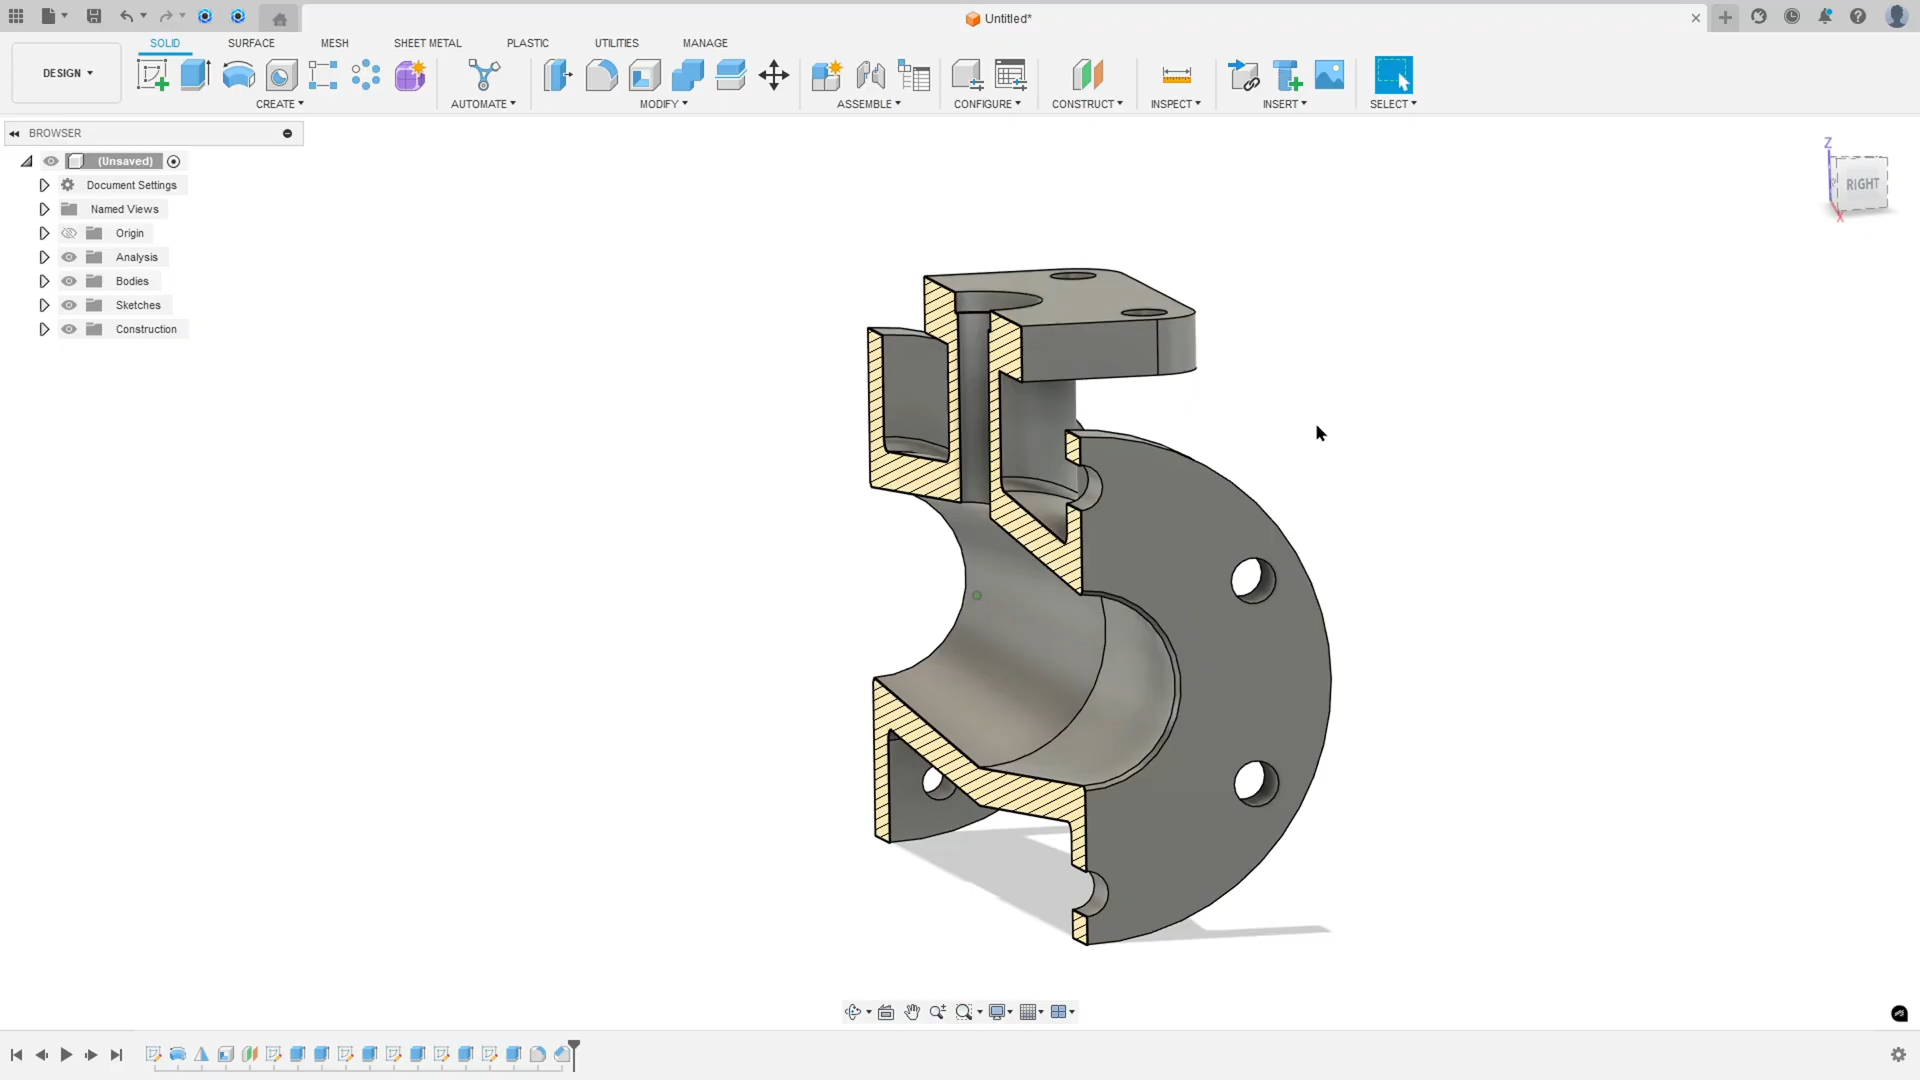 Untitled*
SOLID SURFACE MESH SHEET METAL PLASTIC UTILITIES MANAGE
DESIGN
CREATE AUTOMATE MODIFY ASSEMBLE CONFIGURE CONSTRUCT INSPECT INSERT SELECT
BROWSER
(Unsaved)
Document Settings
Named Views
Origin
Analysis
Bodies
Sketches
Construction
Z
RIGHT
X